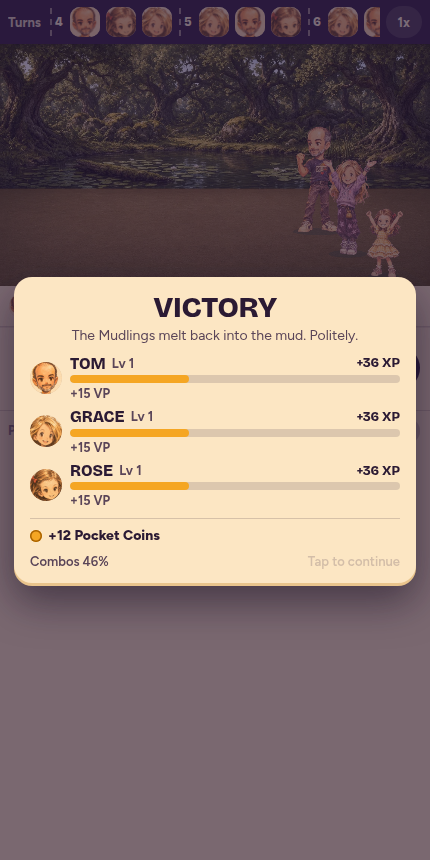 Turns 4 5 6 1x
VICTORY
The Mudlings melt back into the mud. Politely.
TOM Lv 1 +36 XP
+15 VP
GRACE Lv 1 +36 XP
+15 VP
ROSE Lv 1 +36 XP
+15 VP
+12 Pocket Coins
Combos 46% Tap to continue